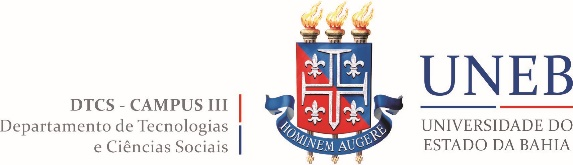 DTCS - CAMPUS III
Departamento de Tecnologias
e Ciências Sociais
HOMINEM AUGERE
UNEB
UNIVERSIDADE DO
ESTADO DA BAHIA